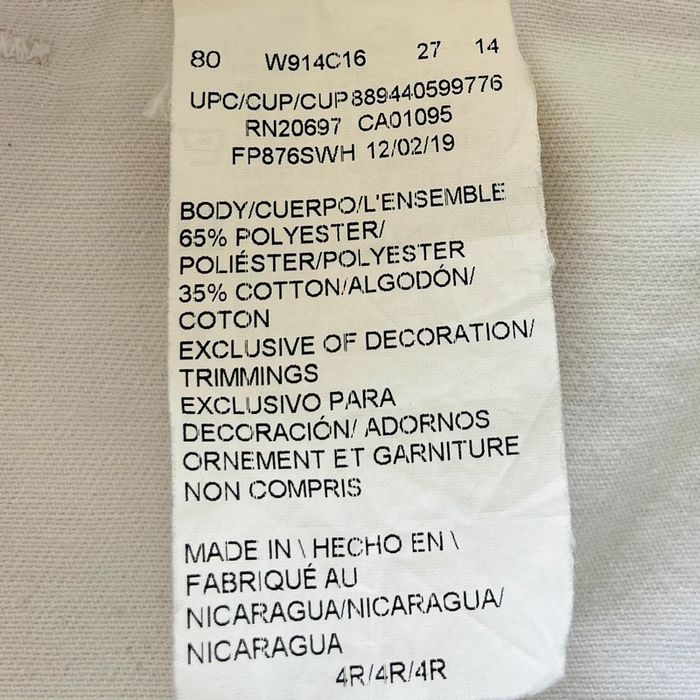 80 W914C16 27 14
UPC/CUP/CUP889440599776
RN20697 CA01095
FP876SWH 12/02/19
BODY/CUERPO/L'ENSEMBLE
65% POLYESTER/
POLIÉSTER/POLYESTER
35% COTTON/ALGODÓN/
COTON
EXCLUSIVE OF DECORATION/
TRIMMINGS
EXCLUSIVO PARA
DECORACIÓN/ ADORNOS
ORNEMENT ET GARNITURE
NON COMPRIS
MADE IN \ HECHO EN \
FABRIQUÉ AU
NICARAGUA/NICARAGUA/
NICARAGUA
4R/4R/4R